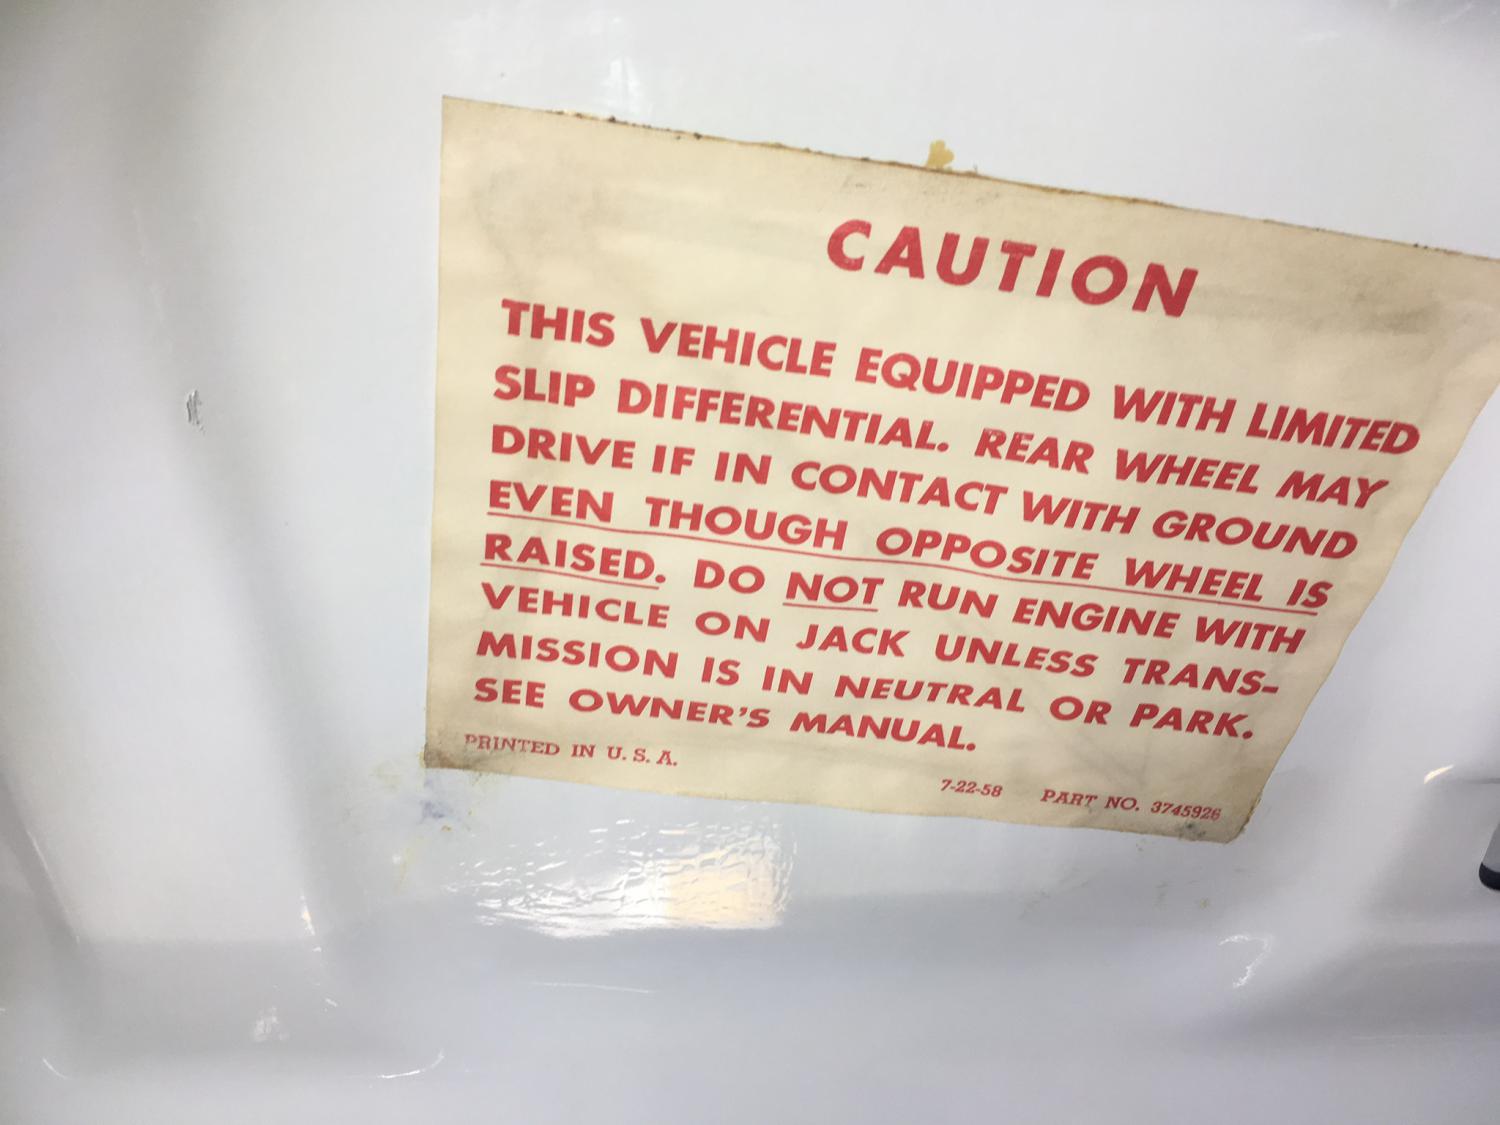 CAUTION
THIS VEHICLE EQUIPPED WITH LIMITED
SLIP DIFFERENTIAL. REAR WHEEL MAY
DRIVE IF IN CONTACT WITH GROUND
EVEN THOUGH OPPOSITE WHEEL IS
RAISED. DO NOT RUN ENGINE WITH
VEHICLE ON JACK UNLESS TRANS-
MISSION IS IN NEUTRAL OR PARK.
SEE OWNER'S MANUAL.
PRINTED IN U. S. A.
7-22-58 PART NO. 3745926